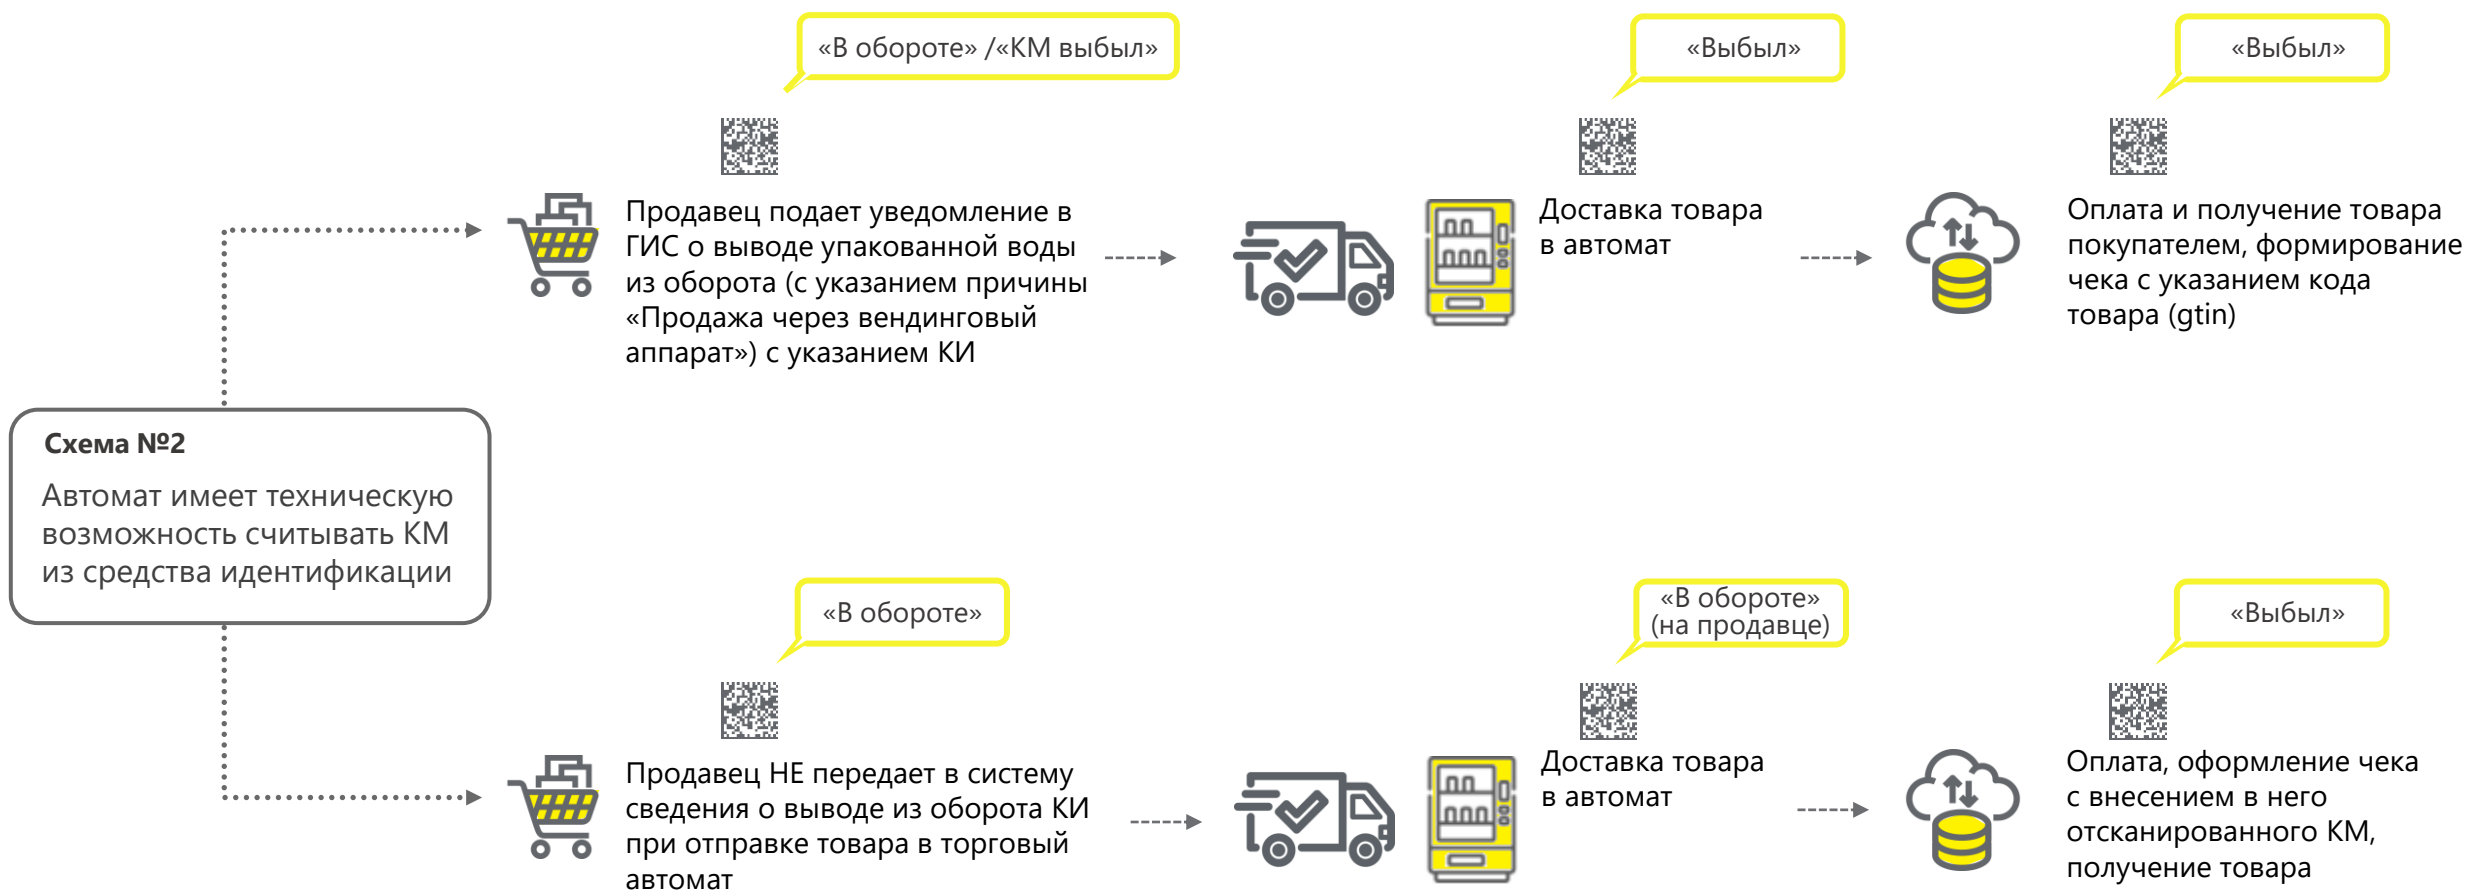 «В обороте» /«КМ выбыл»
«Выбыл»
«Выбыл»
Продавец подает уведомление в
ГИС о выводе упакованной воды
из оборота (с указанием причины
«Продажа через вендинговый
аппарат») с указанием КИ
Доставка товара
в автомат
Оплата и получение товара
покупателем, формирование
чека с указанием кода
товара (gtin)
Схема №2
Автомат имеет техническую
возможность считывать КМ
из средства идентификации
«В обороте»
«В обороте»
(на продавце)
«Выбыл»
Продавец НЕ передает в систему
сведения о выводе из оборота КИ
при отправке товара в торговый
автомат
Доставка товара
в автомат
Оплата, оформление чека
с внесением в него
отсканированного КМ,
получение товара